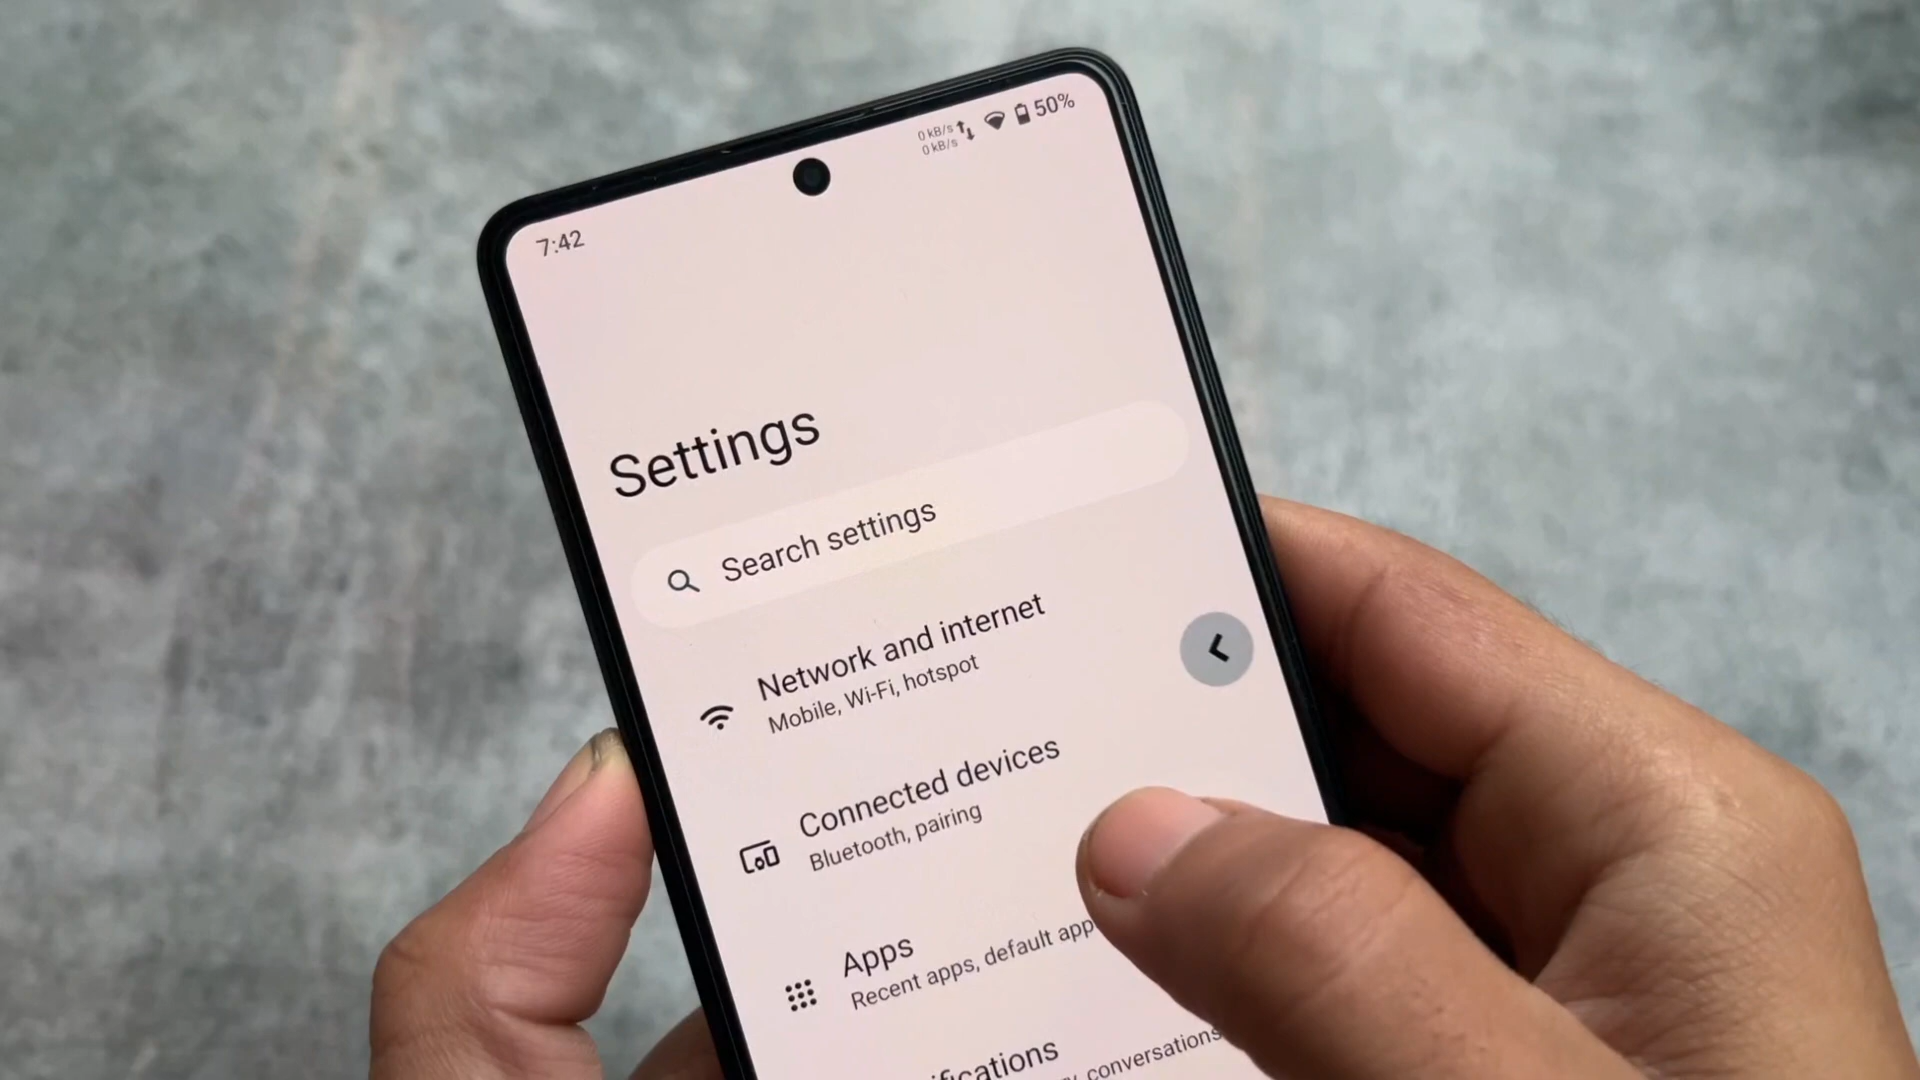 7:42
0 kB/s
0 kB/s
50%
Settings
Search settings
Network and internet
Mobile, Wi-Fi, hotspot
Connected devices
Bluetooth, pairing
Apps
Recent apps, default app
ifications
conversations